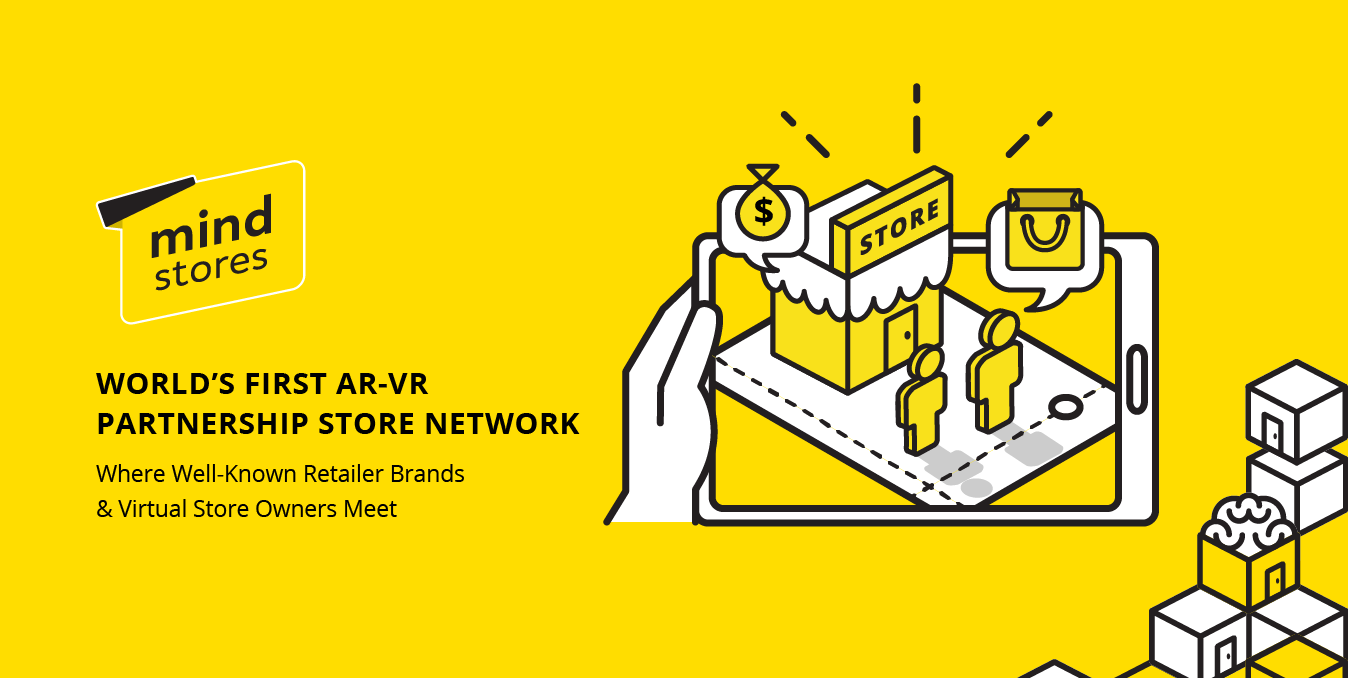 mind
stores
WORLD’S FIRST AR-VR
PARTNERSHIP STORE NETWORK
Where Well-Known Retailer Brands
& Virtual Store Owners Meet
$
STORE